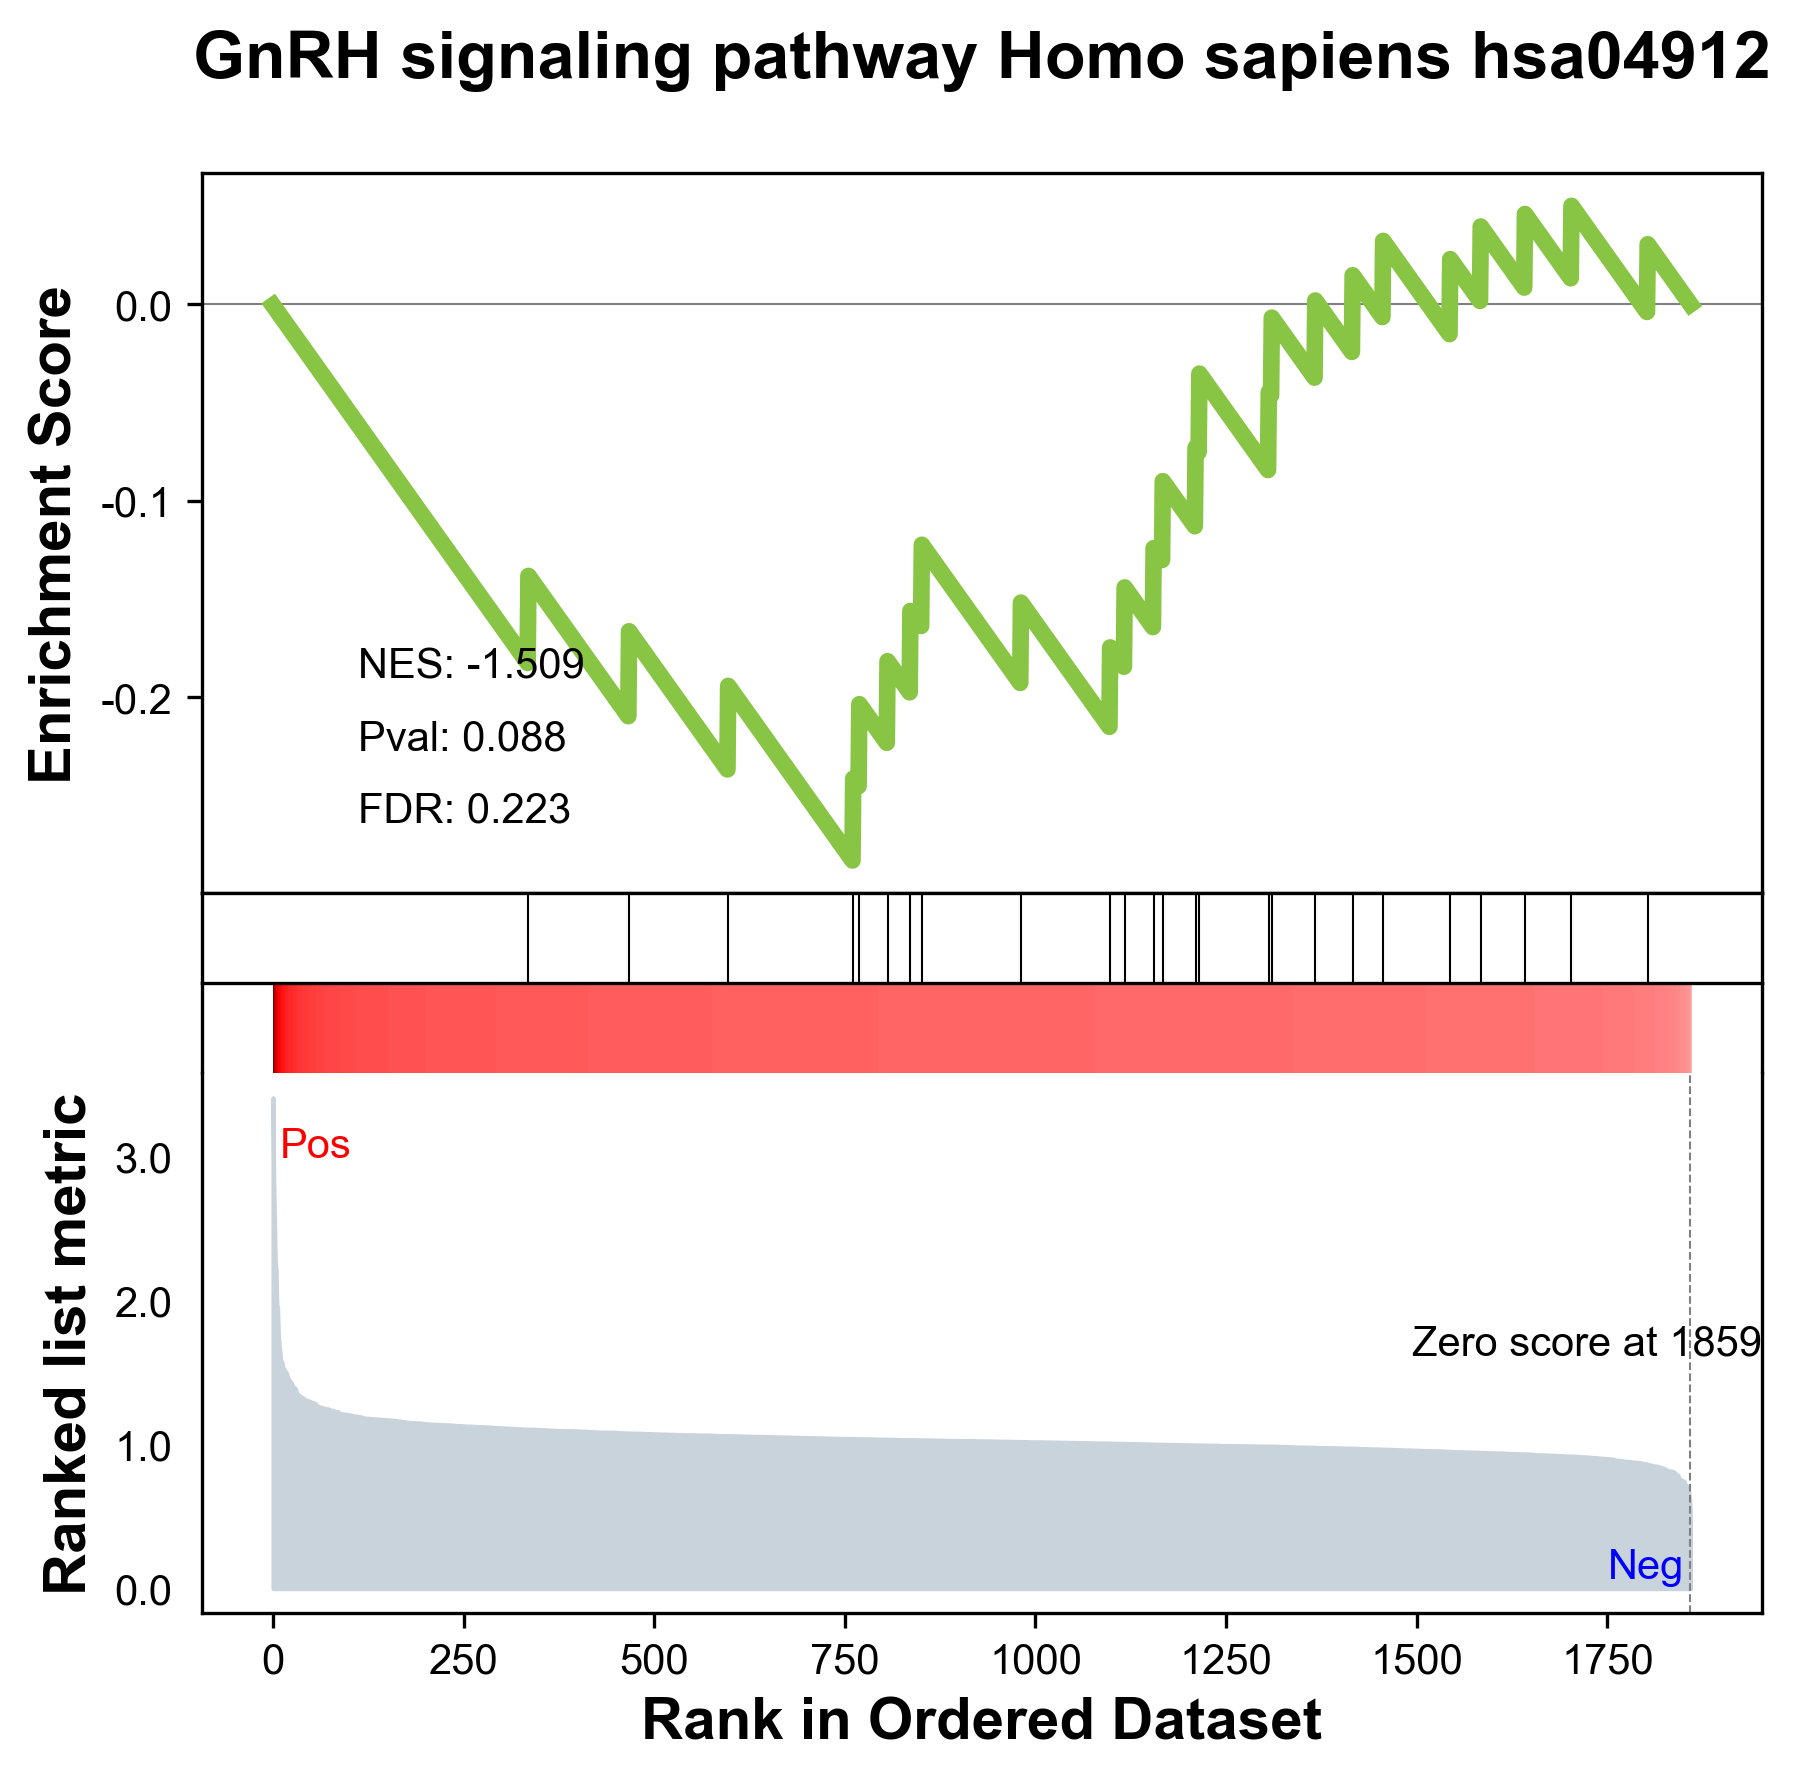 GnRH signaling pathway Homo sapiens hsa04912
Enrichment Score
0.0
-0.1
-0.2
NES: -1.509
Pval: 0.088
FDR: 0.223
Ranked list metric
3.0
2.0
1.0
0.0
Pos
Zero score at 1859
Neg
0 250 500 750 1000 1250 1500 1750
Rank in Ordered Dataset